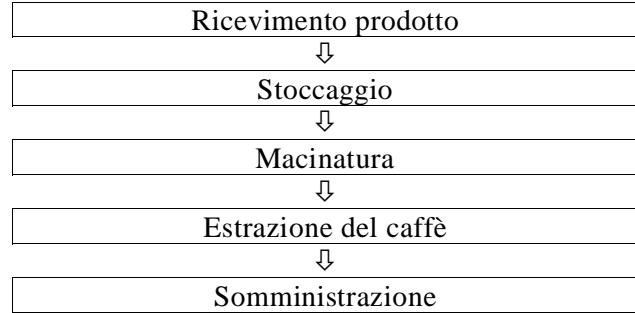 Ricevimento prodotto
⇩
Stoccaggio
⇩
Macinatura
⇩
Estrazione del caffè
⇩
Somministrazione